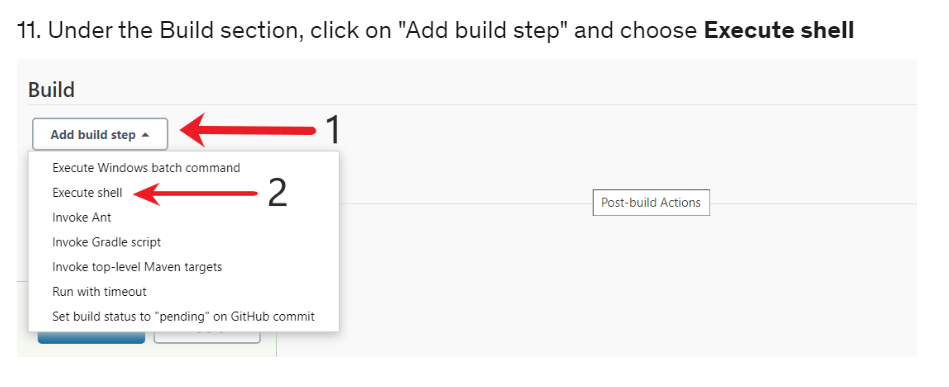 11. Under the Build section, click on "Add build step" and choose Execute shell
Build
Add build step
1
Execute Windows batch command
Execute shell
2
Invoke Ant
Post-build Actions
Invoke Gradle script
Invoke top-level Maven targets
Run with timeout
Set build status to "pending" on GitHub commit